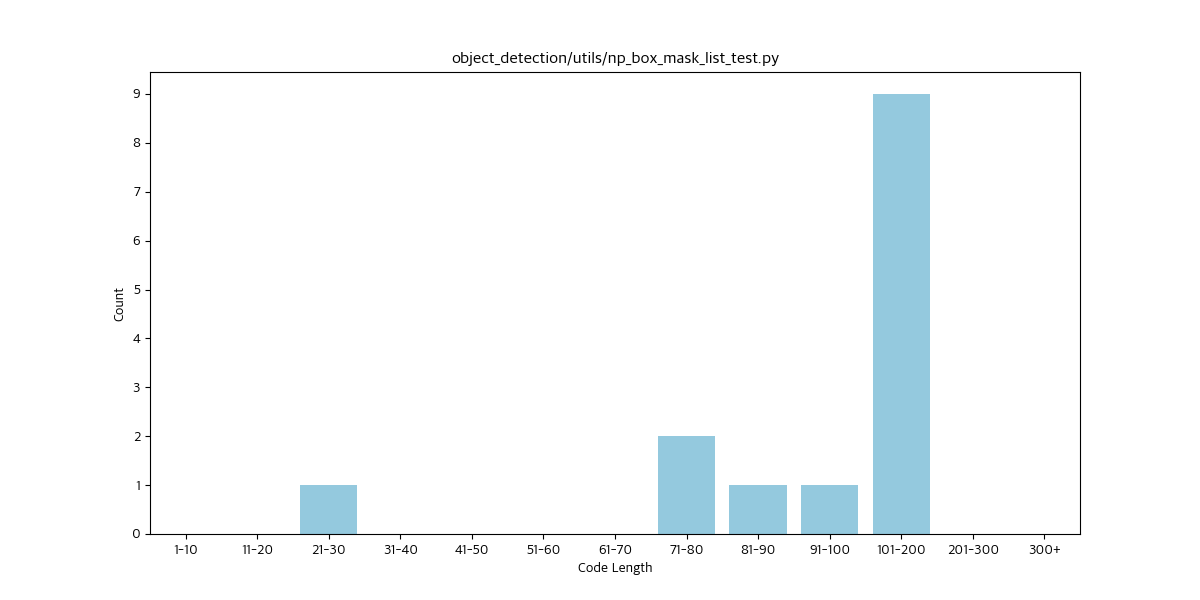 object_detection/utils/np_box_mask_list_test.py
9
8
7
6
5
4
3
2
1
0
Count
1-10 11-20 21-30 31-40 41-50 51-60 61-70 71-80 81-90 91-100 101-200 201-300 300+
Code Length